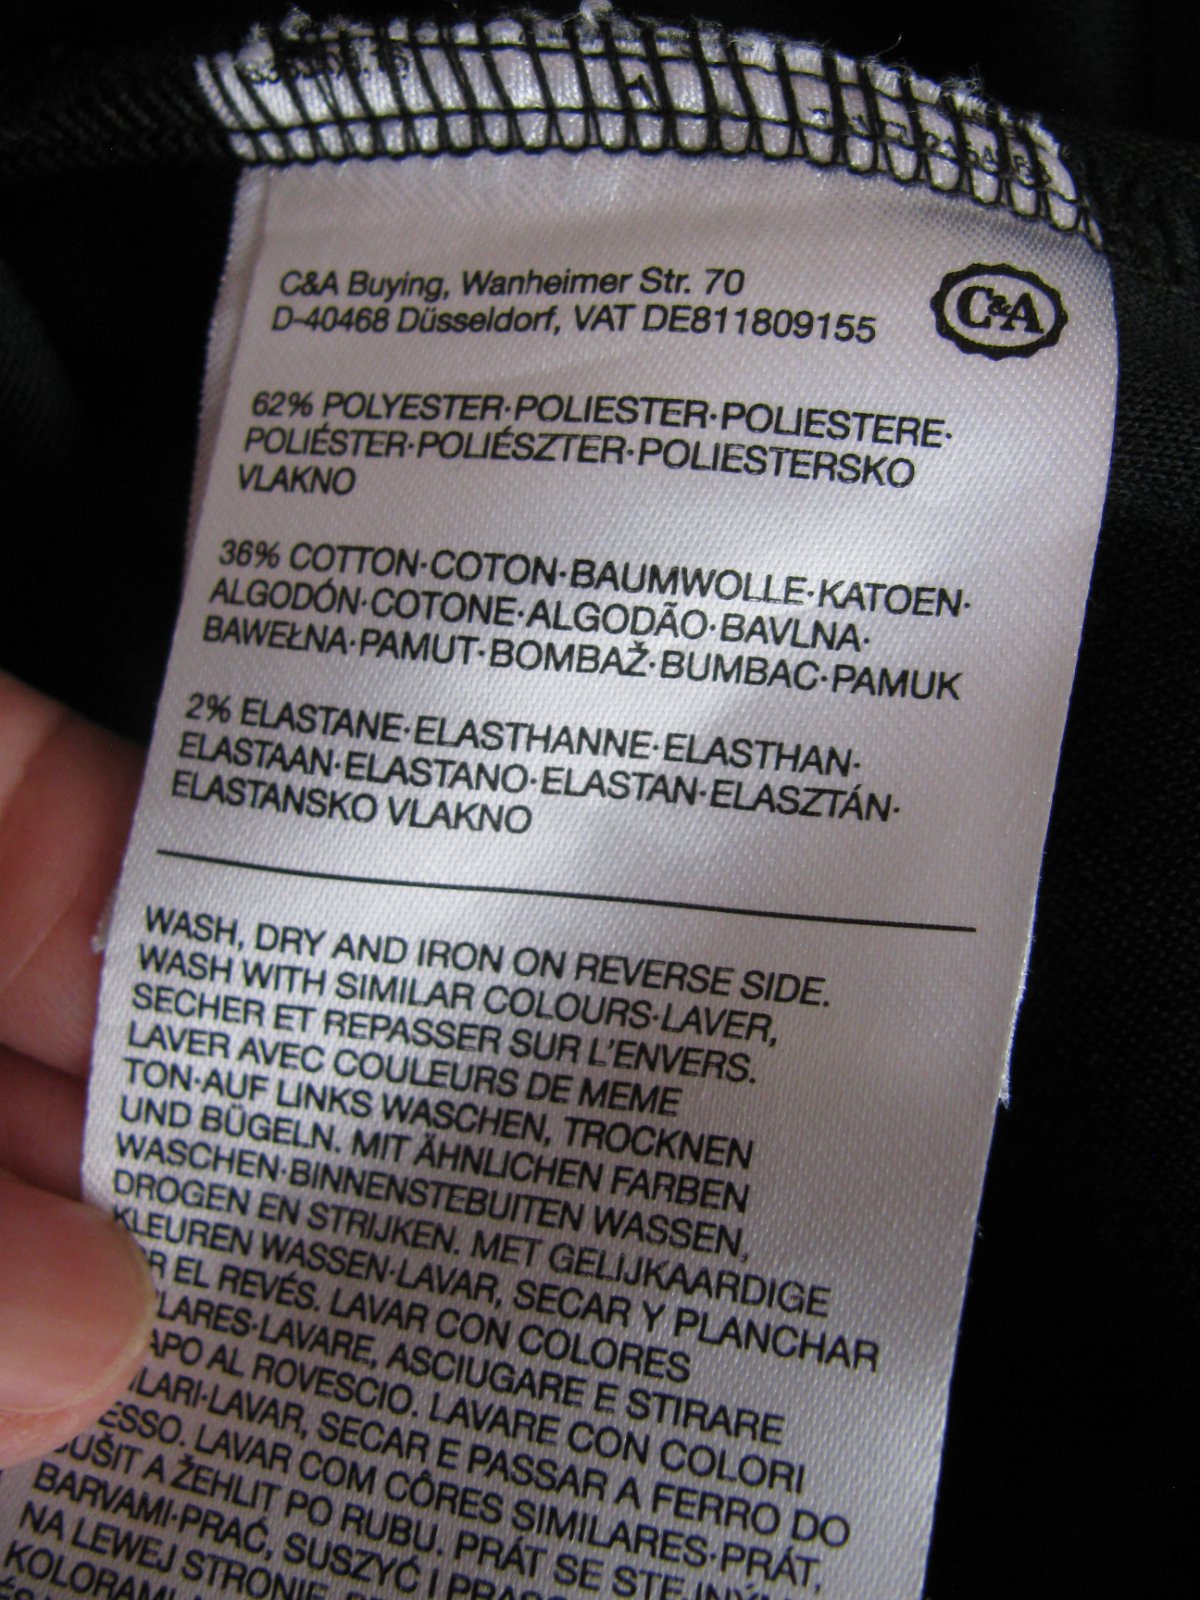 C&A Buying, Wanheimer Str. 70
D-40468 Düsseldorf, VAT DE811809155
C&A
62% POLYESTER·POLIESTER·POLIESTERE·
POLIÉSTER·POLIÉSZTER·POLIESTERSKO
VLAKNO
36% COTTON·COTON·BAUMWOLLE·KATOEN·
ALGODÓN·COTONE·ALGODÃO·BAVLNA·
BAWEŁNA·PAMUT·BOMBAŽ·BUMBAC·PAMUK
2% ELASTANE·ELASTHANNE·ELASTHAN·
ELASTAAN·ELASTANO·ELASTAN·ELASZTÁN·
ELASTANSKO VLAKNO
WASH, DRY AND IRON ON REVERSE SIDE.
WASH WITH SIMILAR COLOURS·LAVER,
SECHER ET REPASSER SUR L'ENVERS.
LAVER AVEC COULEURS DE MEME
TON·AUF LINKS WASCHEN, TROCKNEN
UND BÜGELN. MIT ÄHNLICHEN FARBEN
WASCHEN·BINNENSTEBUITEN WASSEN,
DROGEN EN STRIJKEN. MET GELIJKAARDIGE
KLEUREN WASSEN·LAVAR, SECAR Y PLANCHAR
EL REVÉS. LAVAR CON COLORES
LAVARE, ASCIUGARE E STIRARE
AL ROVESCIO. LAVARE CON COLORI
LAVAR, SECAR E PASSAR A FERRO DO
LAVAR COM CÔRES SIMILARES·PRÁT,
SUŠIT A ŽEHLIT PO RUBU. PRÁT SE STEJNÝMI
BARVAMI·PRAĆ, SUSZYĆ I
NA LEWEJ STRONIE.